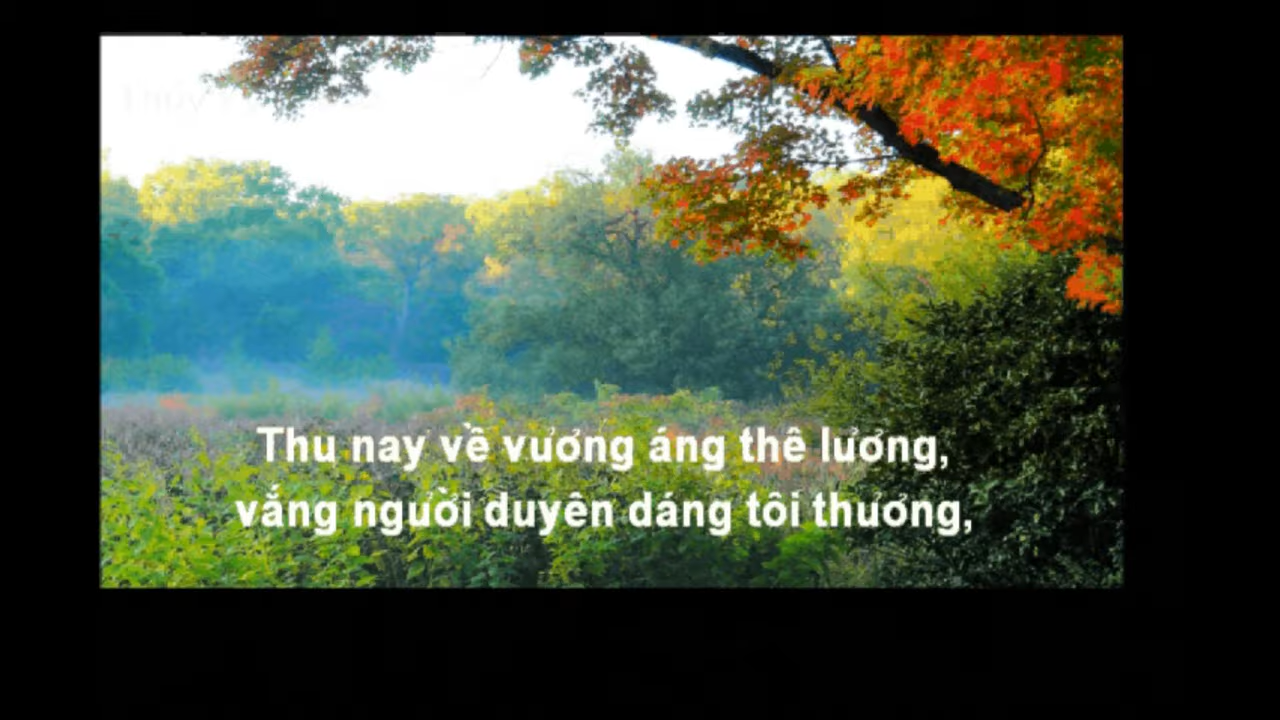 Thu nay về vương áng thê lương,
vắng người duyên dáng tôi thương,